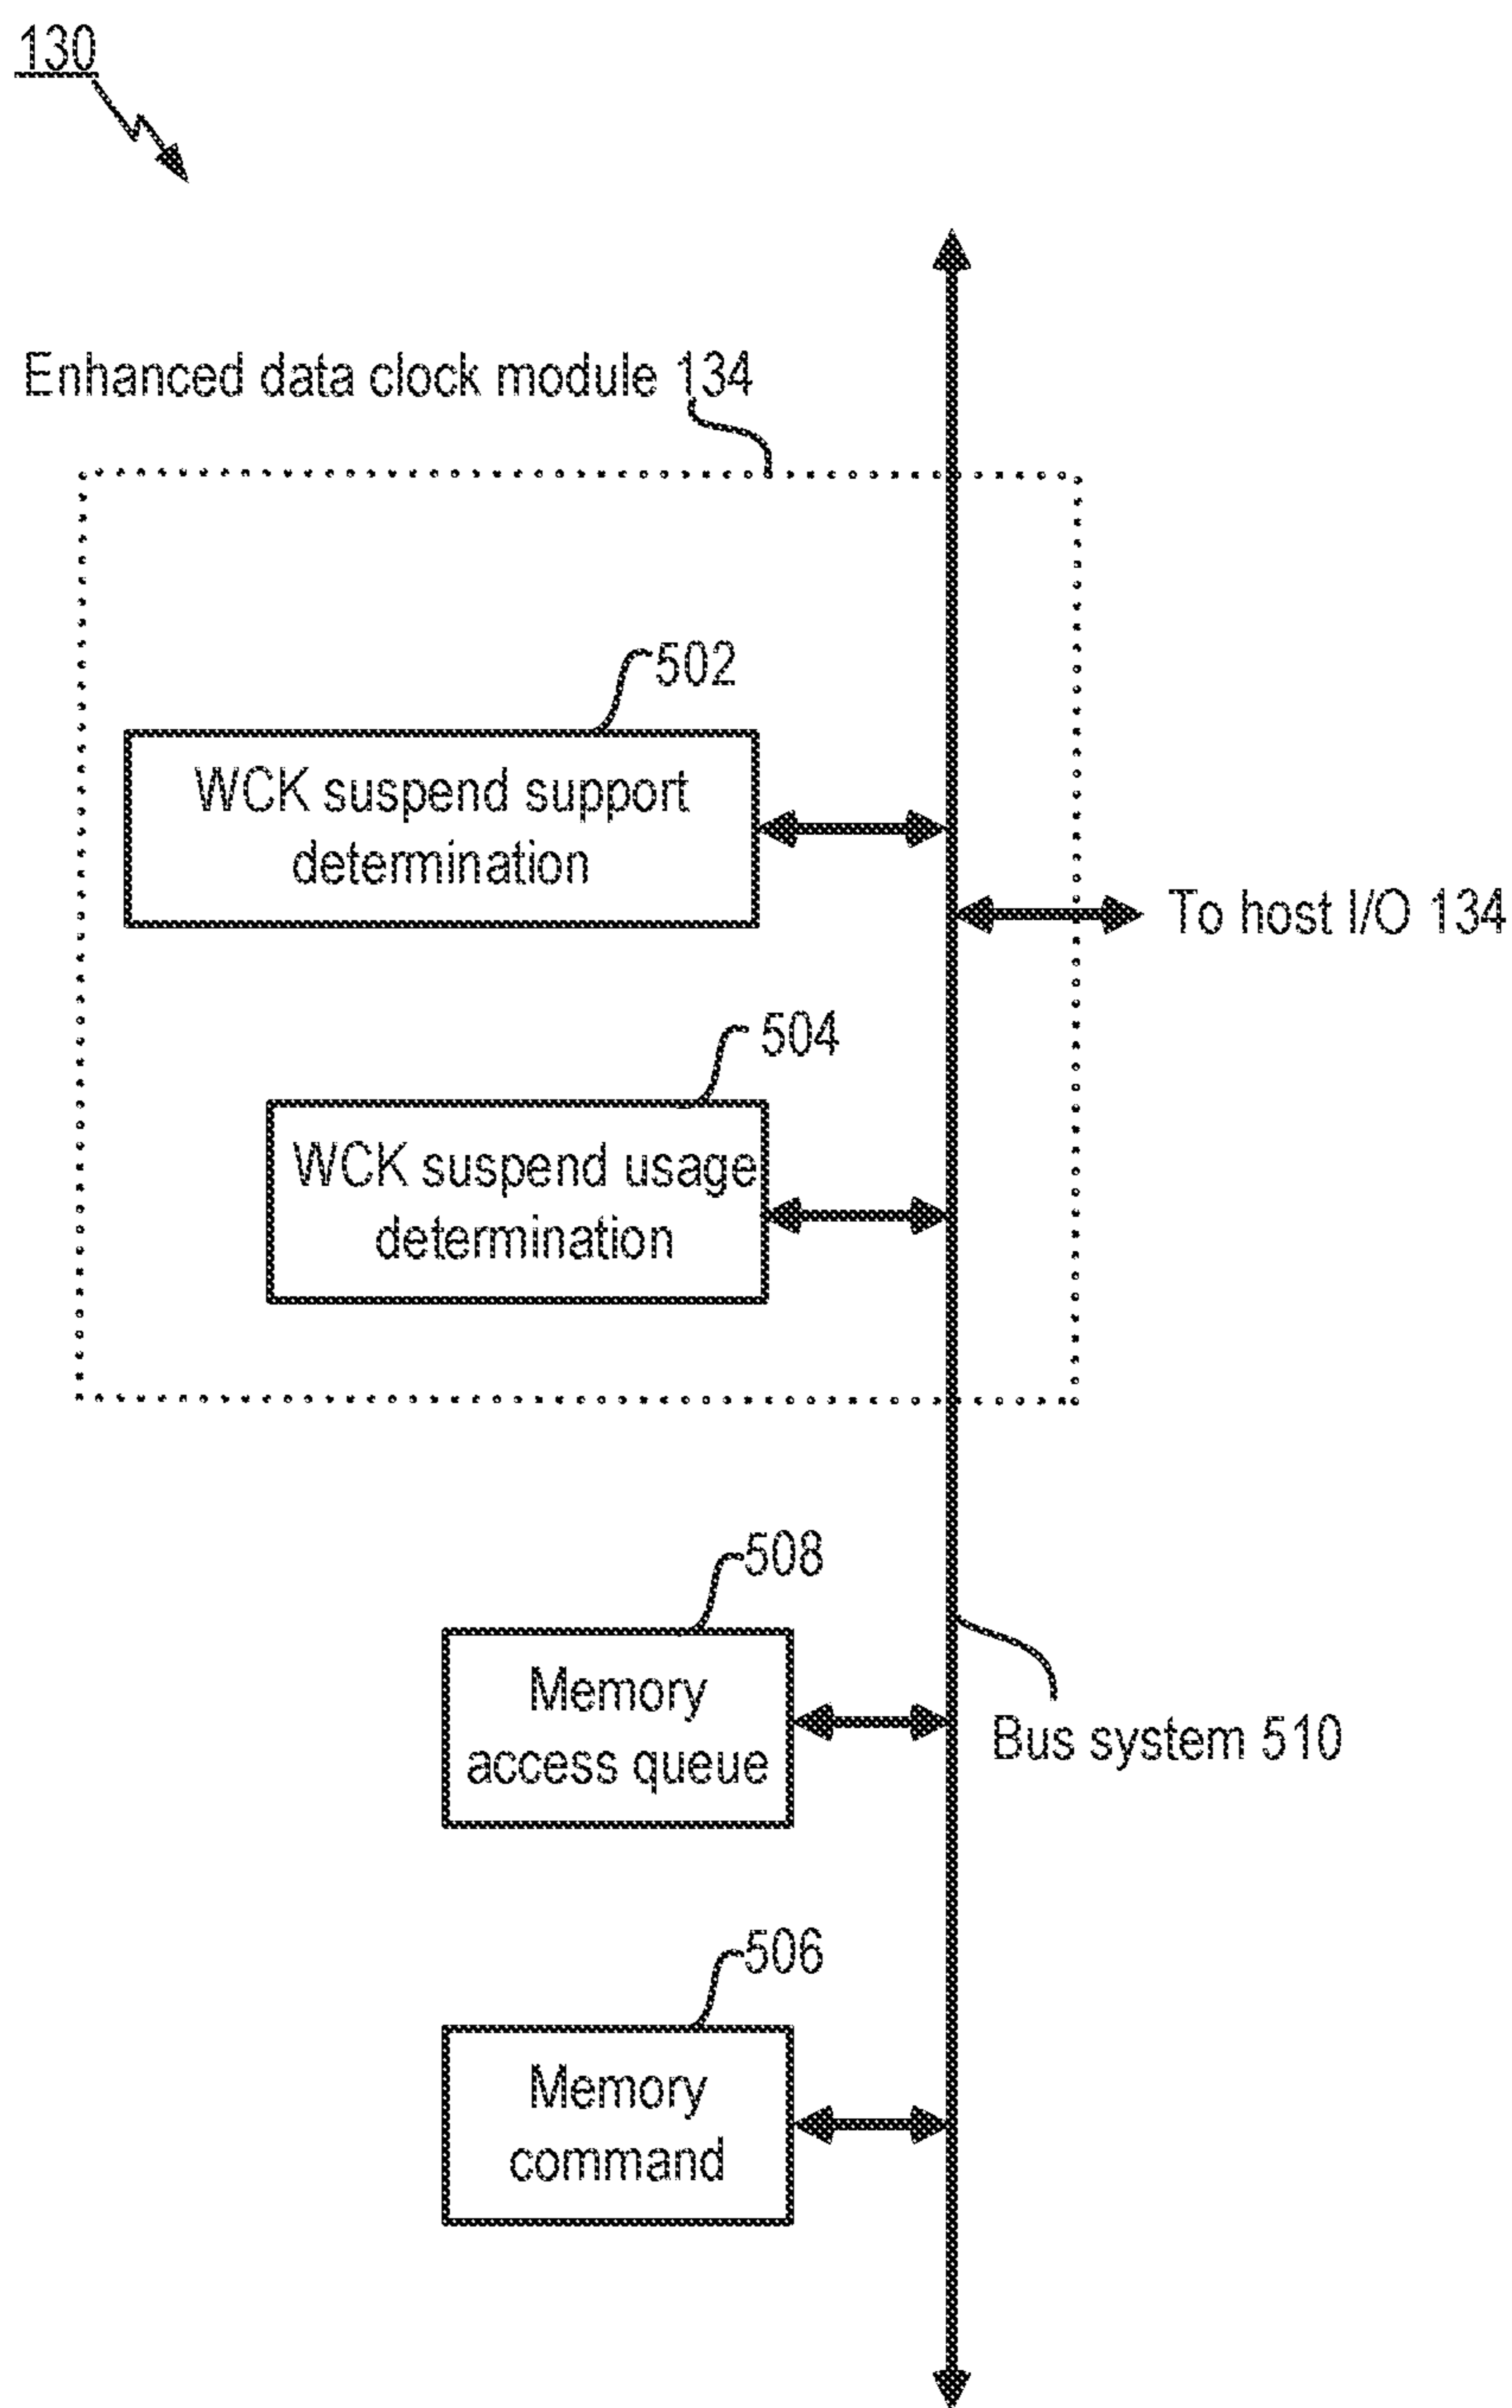 130
Enhanced data clock module 134
502
WCK suspend support
determination
To host I/O 134
504
WCK suspend usage
determination
508
Memory
access queue
Bus system 510
506
Memory
command